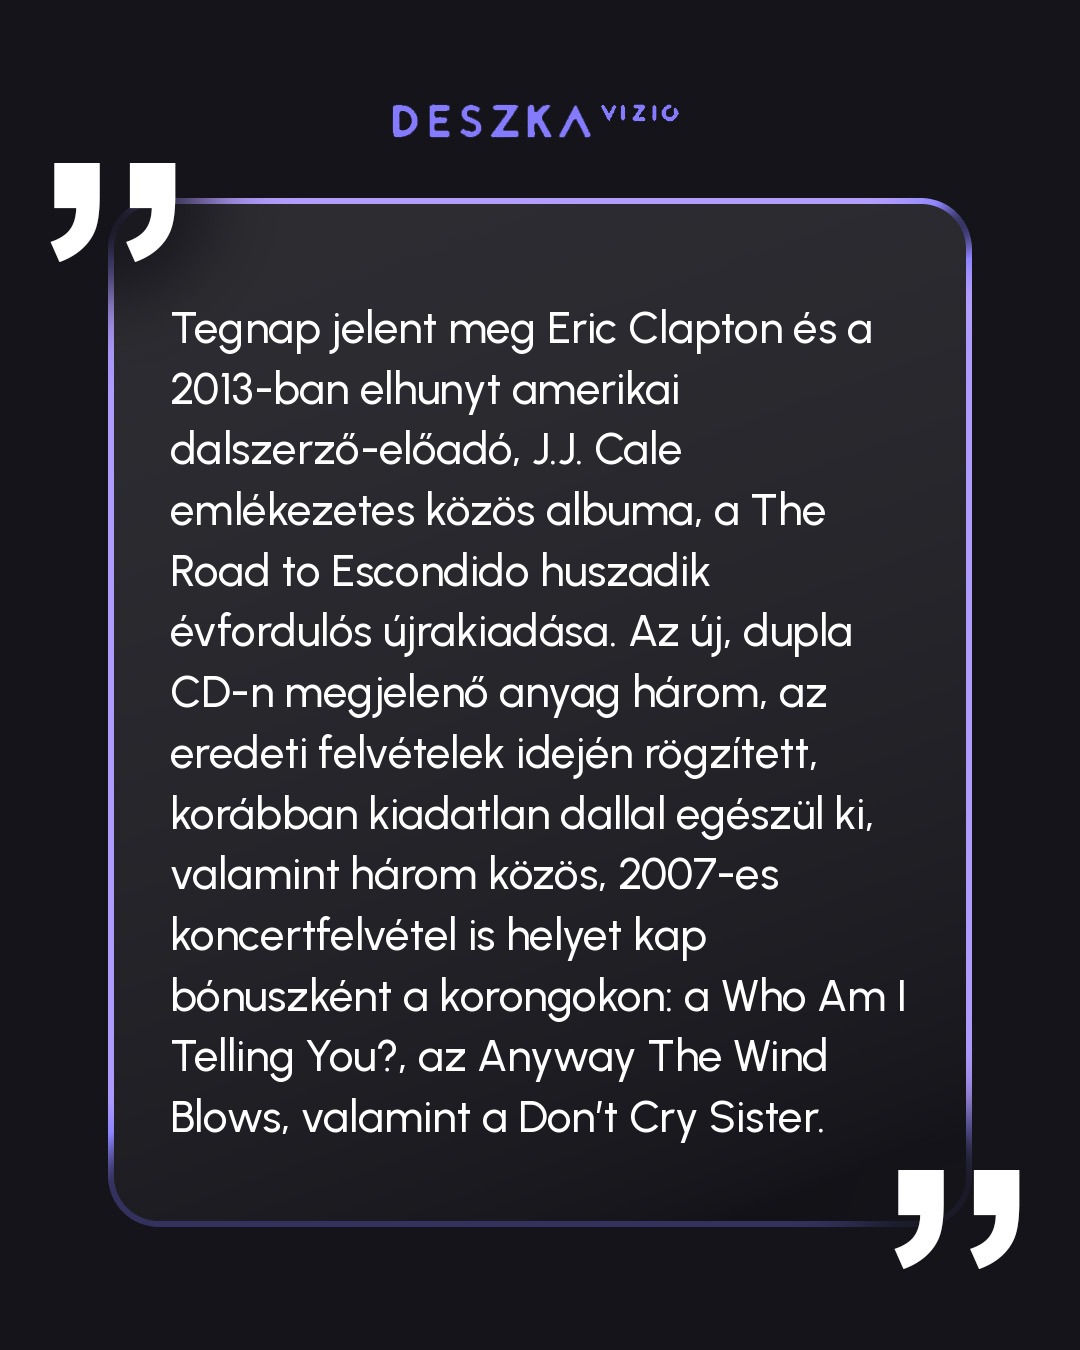 DESZKA VIZIO
”
Tegnap jelent meg Eric Clapton és a
2013-ban elhunyt amerikai
dalszerző-előadó, J.J. Cale
emlékezetes közös albuma, a The
Road to Escondido huszadik
évfordulós újrakiadása. Az új, dupla
CD-n megjelenő anyag három, az
eredeti felvételek idején rögzített,
korábban kiadatlan dallal egészül ki,
valamint három közös, 2007-es
koncertfelvétel is helyet kap
bónuszként a korongokon: a Who Am I
Telling You?, az Anyway The Wind
Blows, valamint a Don't Cry Sister.
”